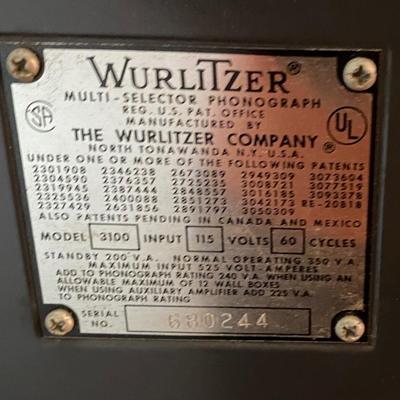 WURLITZER®
MULTI-SELECTOR PHONOGRAPH
REG. U.S. PAT. OFFICE
MANUFACTURED BY
THE WURLITZER COMPANY®
NORTH TONAWANDA N.Y. U.S.A.
SA
UL
UNDER ONE OR MORE OF THE FOLLOWING PATENTS
2301908 2346238 2673089 2949309 3073604
2304599 2376357 2725235 3008721 3077519
2319945 2387444 2848553 3016185 3093378
2325536 2400088 2851273 3042173 RE-20818
2327427 2631856 2891797 3050309
ALSO PATENTS PENDING IN CANADA AND MEXICO
MODEL 3100 INPUT 115 VOLTS 60 CYCLES
STANDBY 200 V.A. NORMAL OPERATING 350 V.A.
MAXIMUM INPUT 525 VOLT-AMPERES
ADD TO PHONOGRAPH RATING 240 V.A. WHEN USING AN
ALLOWABLE MAXIMUM OF 12 WALL BOXES
WHEN USING AUXILIARY AMPLIFIER ADD 225 V.A.
TO PHONOGRAPH RATING
SERIAL NO. 680244